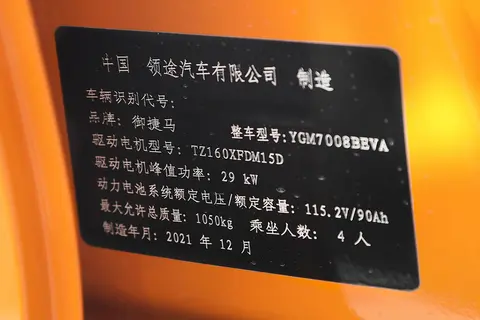 中国 领途汽车有限公司 制造
车辆识别代号:
品牌: 御捷马 整车型号:YGM7008BEVA
驱动电机型号: TZ160XFDM15D
驱动电机峰值功率: 29 kW
动力电池系统额定电压/额定容量: 115.2V/90Ah
最大允许总质量: 1050kg 乘坐人数: 4 人
制造年月: 2021 年 12 月